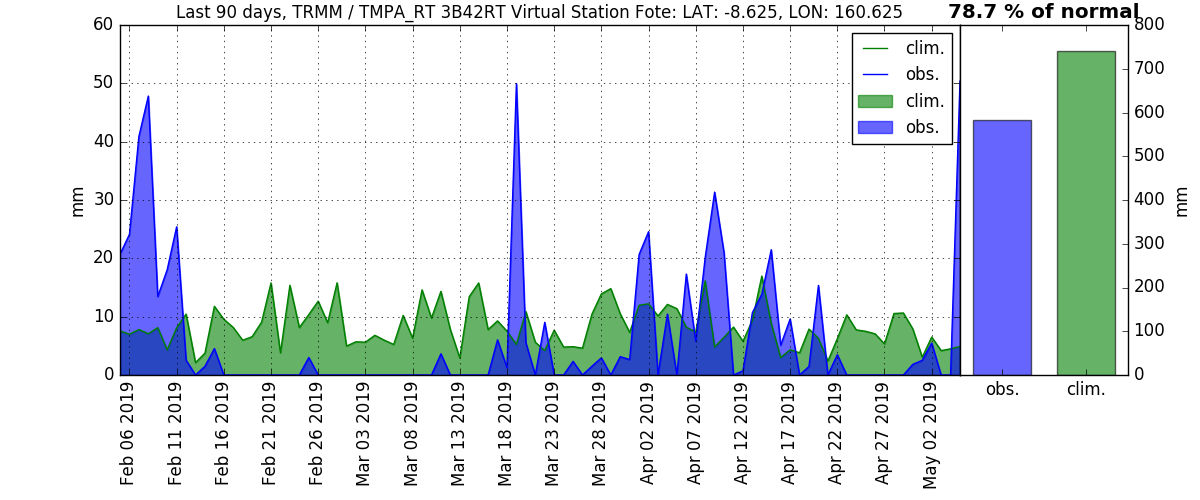 Last 90 days, TRMM / TMPA_RT 3B42RT Virtual Station Fote: LAT: -8.625, LON: 160.625
78.7 % of normal
60
50
40
30
20
10
0
mm
clim.
obs.
clim.
obs.
800
700
600
500
400
300
200
100
0
mm
obs.
clim.
Feb 06 2019
Feb 11 2019
Feb 16 2019
Feb 21 2019
Feb 26 2019
Mar 03 2019
Mar 08 2019
Mar 13 2019
Mar 18 2019
Mar 23 2019
Mar 28 2019
Apr 02 2019
Apr 07 2019
Apr 12 2019
Apr 17 2019
Apr 22 2019
Apr 27 2019
May 02 2019